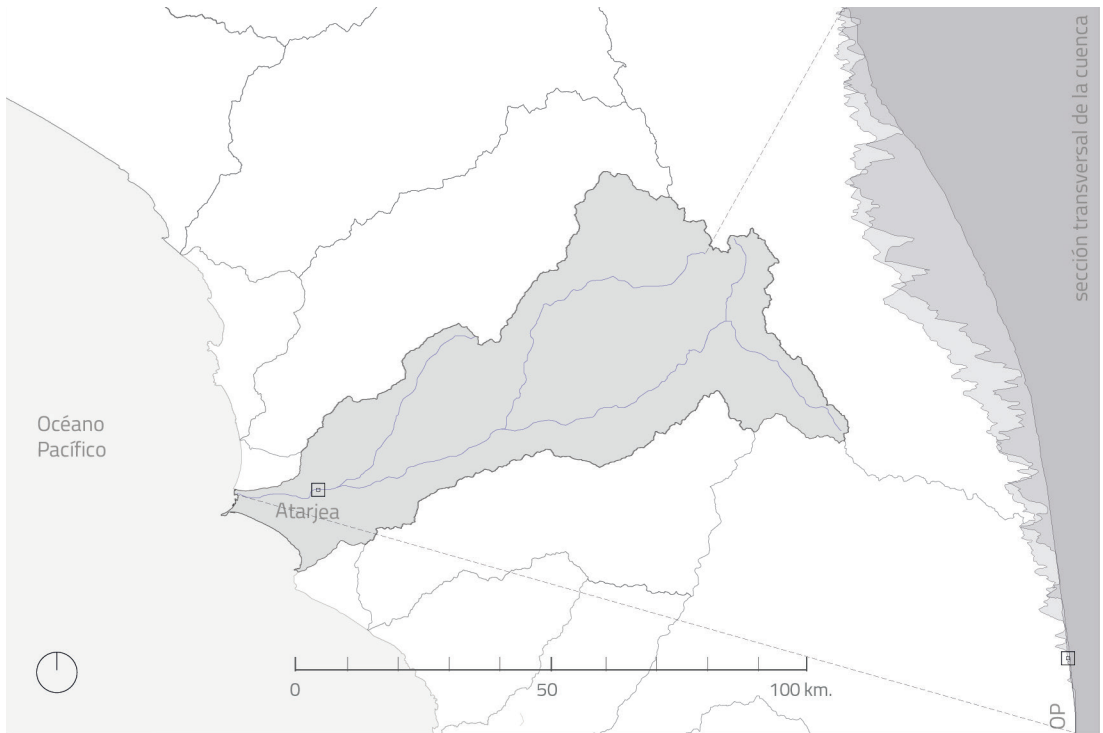 sección transversal de la cuenca
Océano
Pacífico
Atarjea
0
50
100 km.
OP